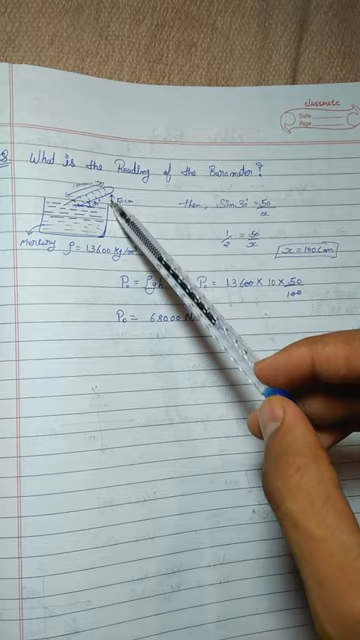 classmate
Date
Page
Q What is the Reading of the Barometer?
30°
50cm
then, Sin 30° = 50/x
1/2 = 50/x
x = 100 Cm
Mercury ρ = 13600 Kg/m³
P₀ = ρgh P₀ = 13600 × 10 × 50/100
P₀ = 68000 N